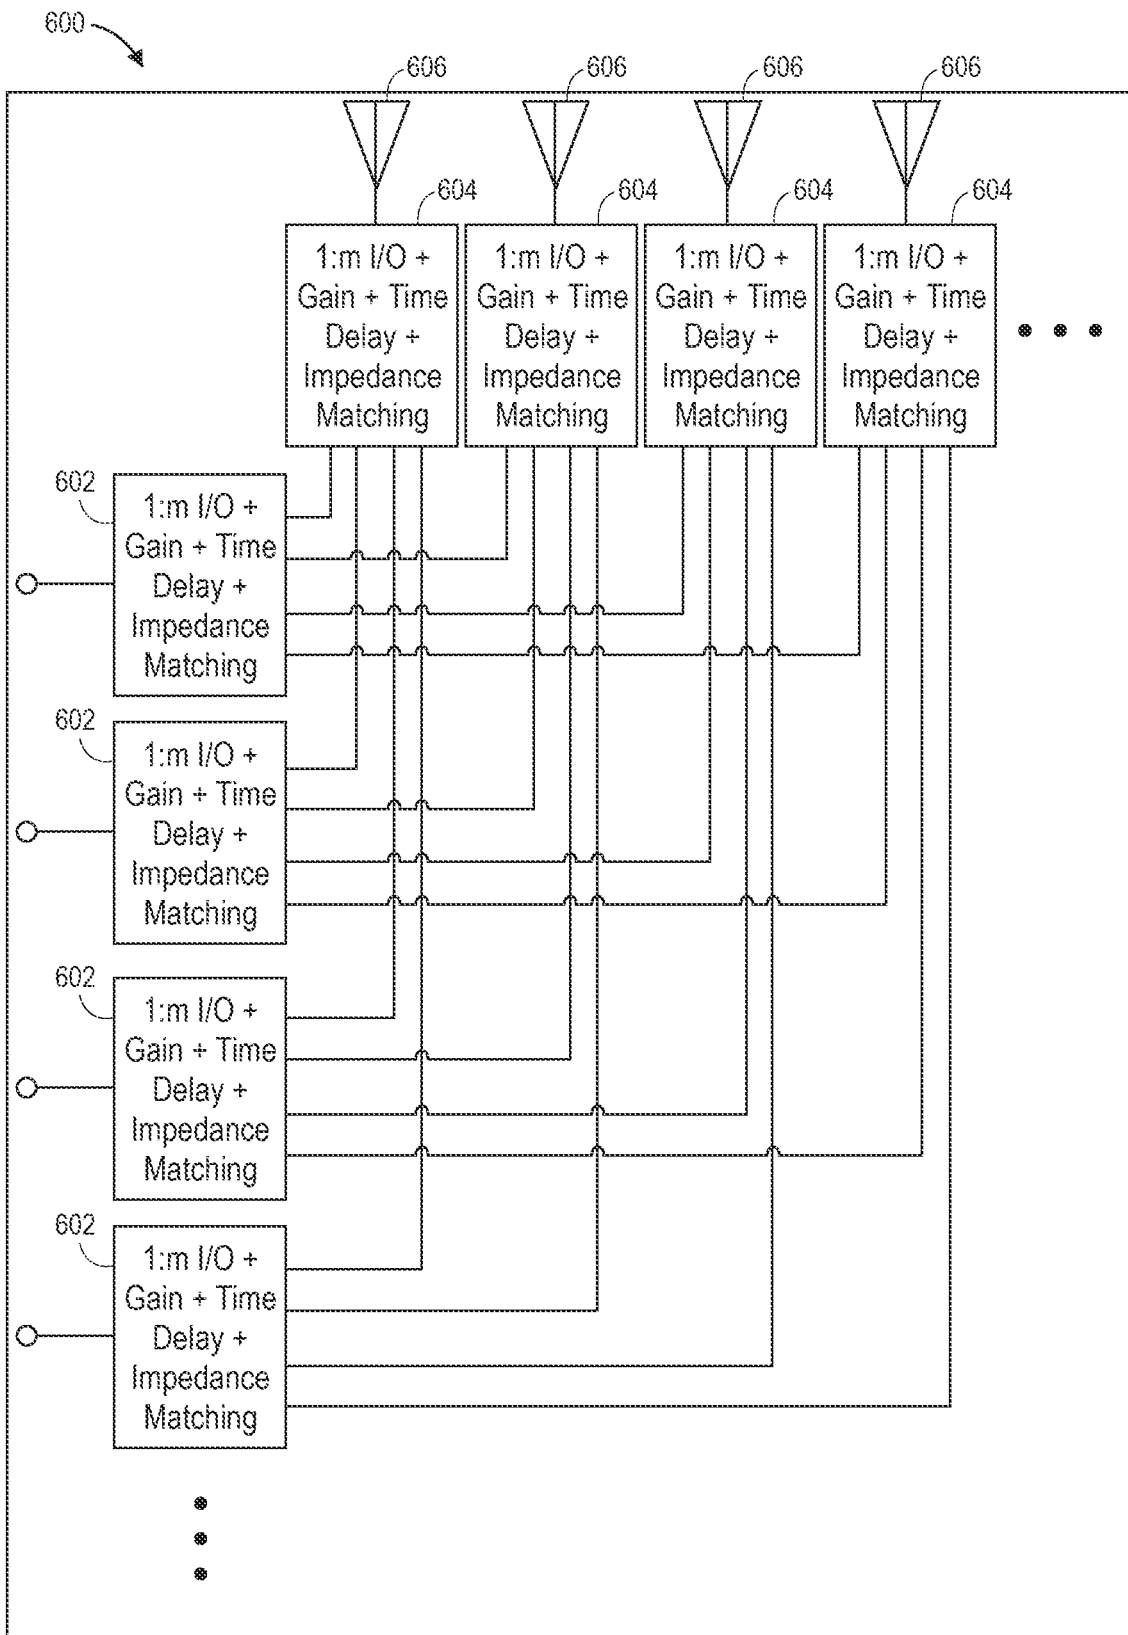 600
606
606
606
606
604
604
604
604
1:m I/O +
Gain + Time
Delay +
Impedance
Matching
1:m I/O +
Gain + Time
Delay +
Impedance
Matching
1:m I/O +
Gain + Time
Delay +
Impedance
Matching
1:m I/O +
Gain + Time
Delay +
Impedance
Matching
602
1:m I/O +
Gain + Time
Delay +
Impedance
Matching
602
1:m I/O +
Gain + Time
Delay +
Impedance
Matching
602
1:m I/O +
Gain + Time
Delay +
Impedance
Matching
602
1:m I/O +
Gain + Time
Delay +
Impedance
Matching